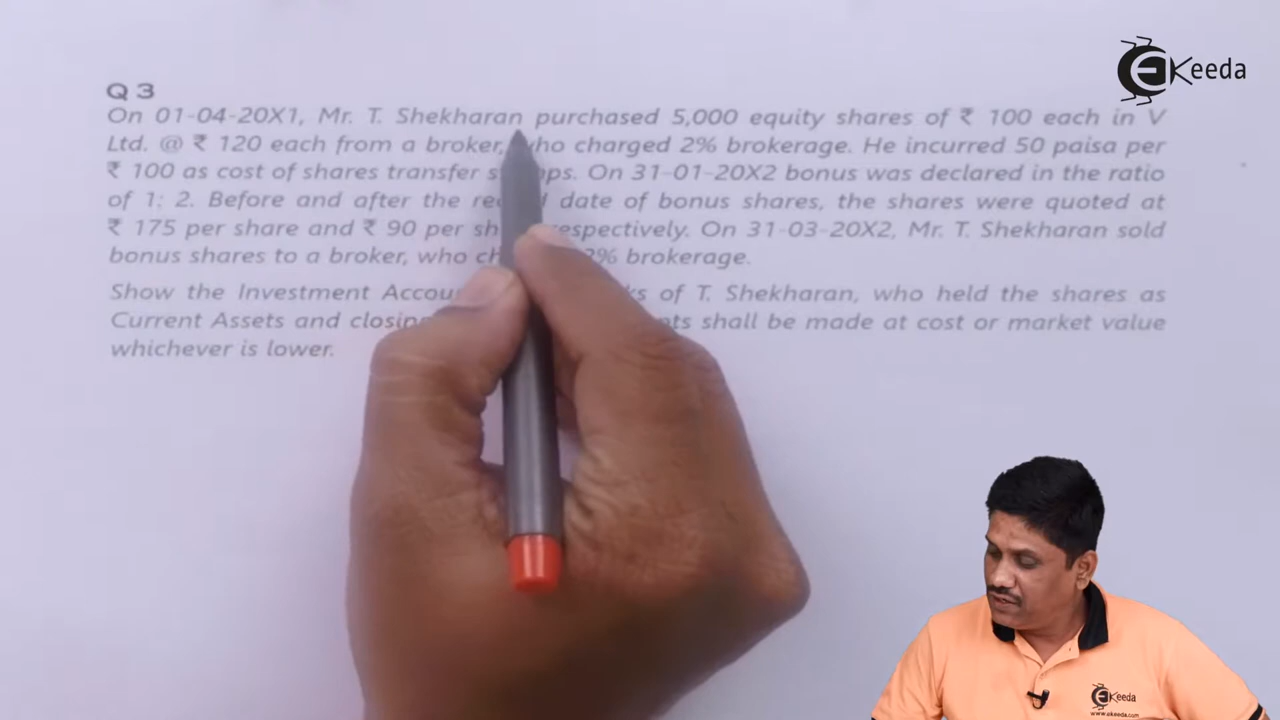 Keeda
Q 3
On 01-04-20X1, Mr. T. Shekharan purchased 5,000 equity shares of ₹ 100 each in V
Ltd. @ ₹ 120 each from a broker, who charged 2% brokerage. He incurred 50 paisa per
₹ 100 as cost of shares transfer On 31-01-20X2 bonus was declared in the ratio
of 1: 2. Before and after the date of bonus shares, the shares were quoted at
₹ 175 per share and ₹ 90 per respectively. On 31-03-20X2, Mr. T. Shekharan sold
bonus shares to a broker, who 2% brokerage.
Show the Investment of T. Shekharan, who held the shares as
Current Assets and shall be made at cost or market value
whichever is lower.
Keeda
www.ekeeda.com